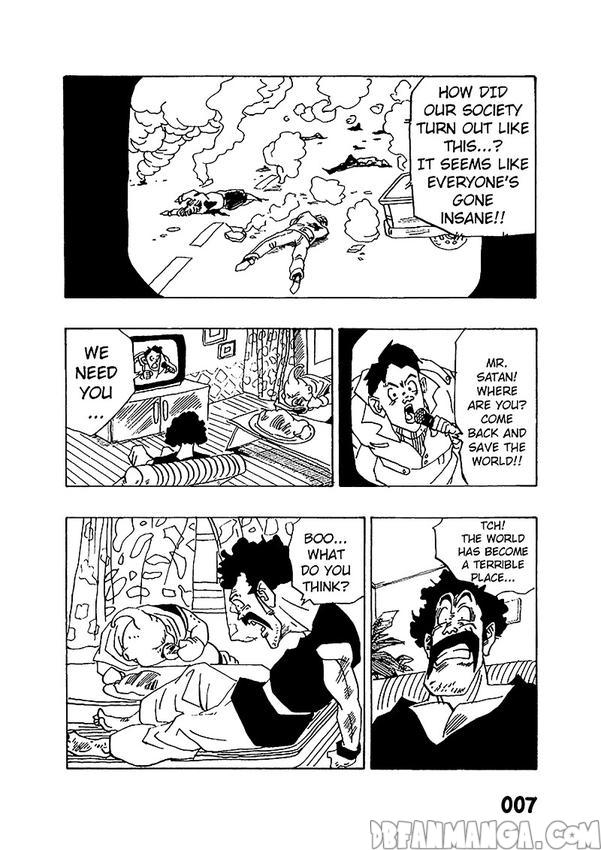 HOW DID
OUR SOCIETY
TURN OUT LIKE
THIS...?
IT SEEMS LIKE
EVERYONE'S
GONE
INSANE!!
WE
NEED
YOU
...
MR.
SATAN!
WHERE
ARE YOU?
COME
BACK AND
SAVE THE
WORLD!!
BOO...
WHAT
DO YOU
THINK?
TCH!
THE WORLD
HAS BECOME
A TERRIBLE
PLACE...
007
DBFANMANGA.COM